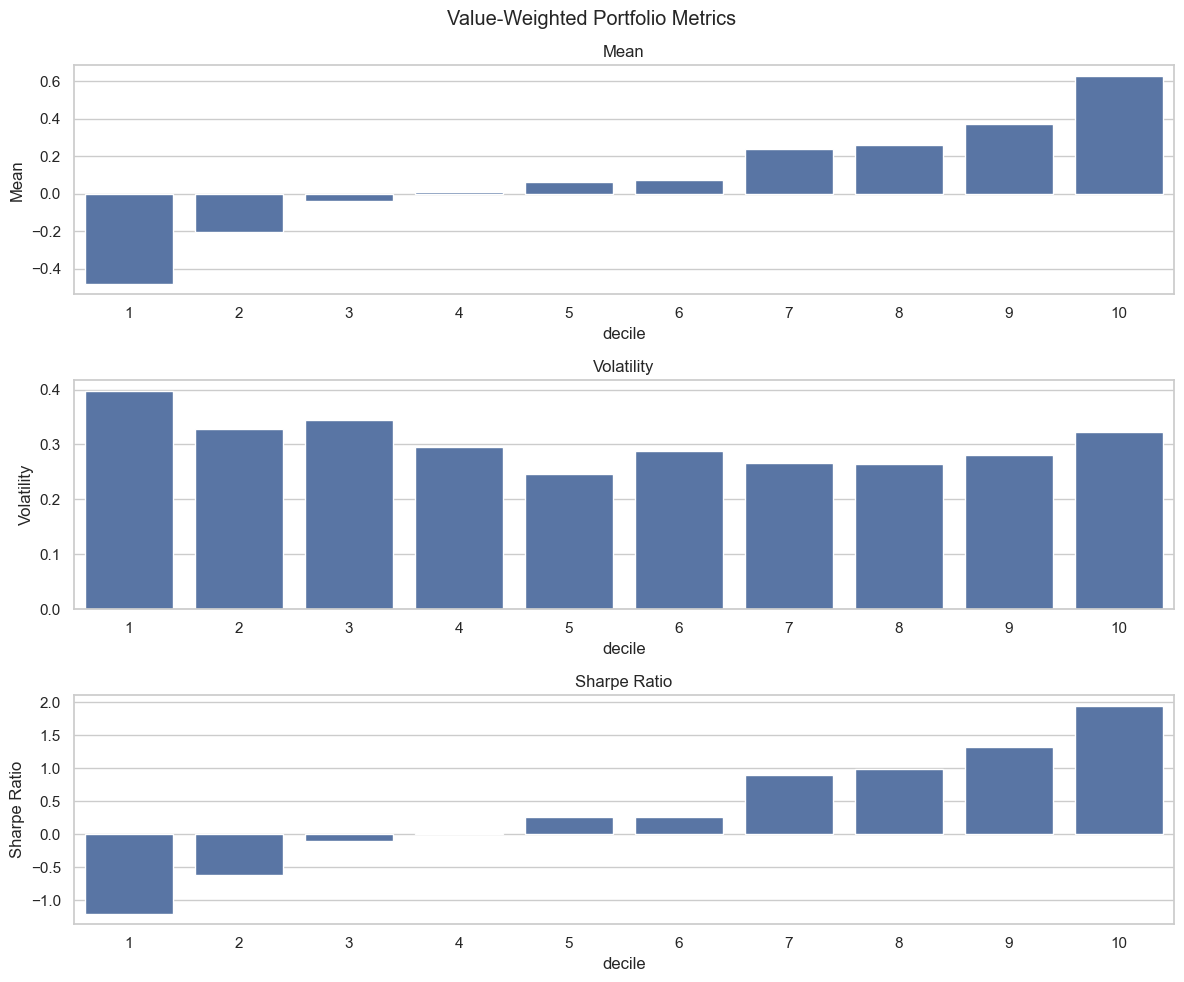 Value-Weighted Portfolio Metrics
Mean
Mean
0.6
0.4
0.2
0.0
−0.2
−0.4
1 2 3 4 5 6 7 8 9 10
decile
Volatility
Volatility
0.4
0.3
0.2
0.1
0.0
1 2 3 4 5 6 7 8 9 10
decile
Sharpe Ratio
Sharpe Ratio
2.0
1.5
1.0
0.5
0.0
−0.5
−1.0
1 2 3 4 5 6 7 8 9 10
decile